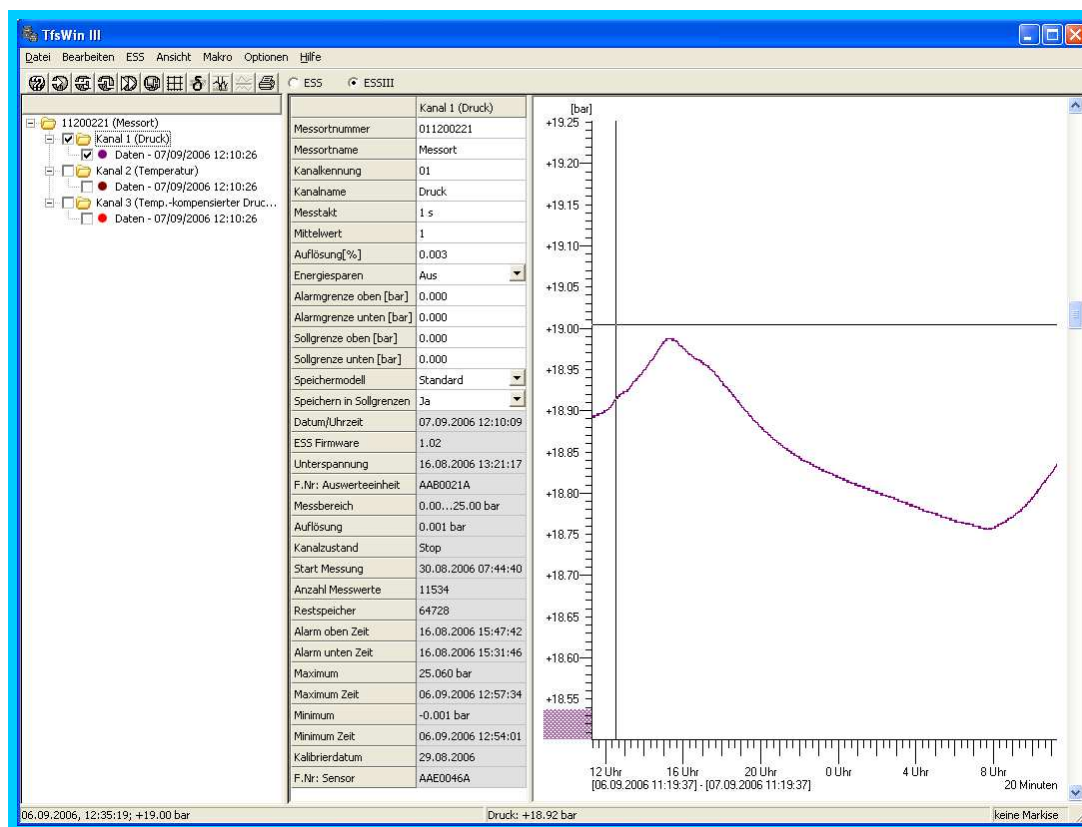 TfsWin III
Datei Bearbeiten ESS Ansicht Makro Optionen Hilfe
ESS ESSIII
11200221 (Messort)
Kanal 1 (Druck)
Daten - 07/09/2006 12:10:26
Kanal 2 (Temperatur)
Daten - 07/09/2006 12:10:26
Kanal 3 (Temp.-kompensierter Druc...
Daten - 07/09/2006 12:10:26
Kanal 1 (Druck)
Messortnummer 011200221
Messortname Messort
Kanalkennung 01
Kanalname Druck
Messtakt 1 s
Mittelwert 1
Auflösung[%] 0.003
Energiesparen Aus
Alarmgrenze oben [bar] 0.000
Alarmgrenze unten [bar] 0.000
Sollgrenze oben [bar] 0.000
Sollgrenze unten [bar] 0.000
Speichermodell Standard
Speichern in Sollgrenzen Ja
Datum/Uhrzeit 07.09.2006 12:10:09
ESS Firmware 1.02
Unterspannung 16.08.2006 13:21:17
F.Nr: Auswerteeinheit AAB0021A
Messbereich 0.00...25.00 bar
Auflösung 0.001 bar
Kanalzustand Stop
Start Messung 30.08.2006 07:44:40
Anzahl Messwerte 11534
Restspeicher 64728
Alarm oben Zeit 16.08.2006 15:47:42
Alarm unten Zeit 16.08.2006 15:31:46
Maximum 25.060 bar
Maximum Zeit 06.09.2006 12:57:34
Minimum -0.001 bar
Minimum Zeit 06.09.2006 12:54:01
Kalibrierdatum 29.08.2006
F.Nr: Sensor AAE0046A
[bar]
+19.25
+19.20
+19.15
+19.10
+19.05
+19.00
+18.95
+18.90
+18.85
+18.80
+18.75
+18.70
+18.65
+18.60
+18.55
12 Uhr 16 Uhr 20 Uhr 0 Uhr 4 Uhr 8 Uhr
[06.09.2006 11:19:37] - [07.09.2006 11:19:37] 20 Minuten
06.09.2006, 12:35:19; +19.00 bar Druck: +18.92 bar keine Markise